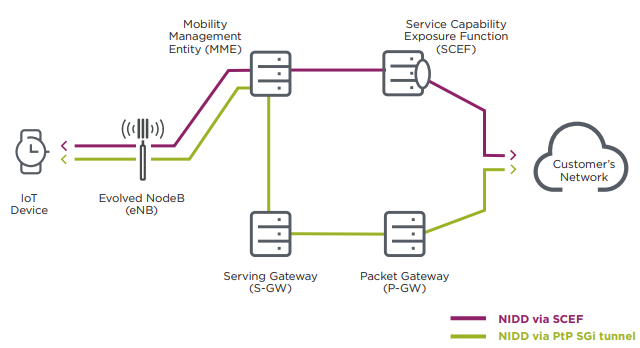 Mobility
Management
Entity (MME)
Service Capability
Exposure Function
(SCEF)
IoT
Device
Evolved NodeB
(eNB)
Customer's
Network
Serving Gateway
(S-GW)
Packet Gateway
(P-GW)
NIDD via SCEF
NIDD via PtP SGi tunnel